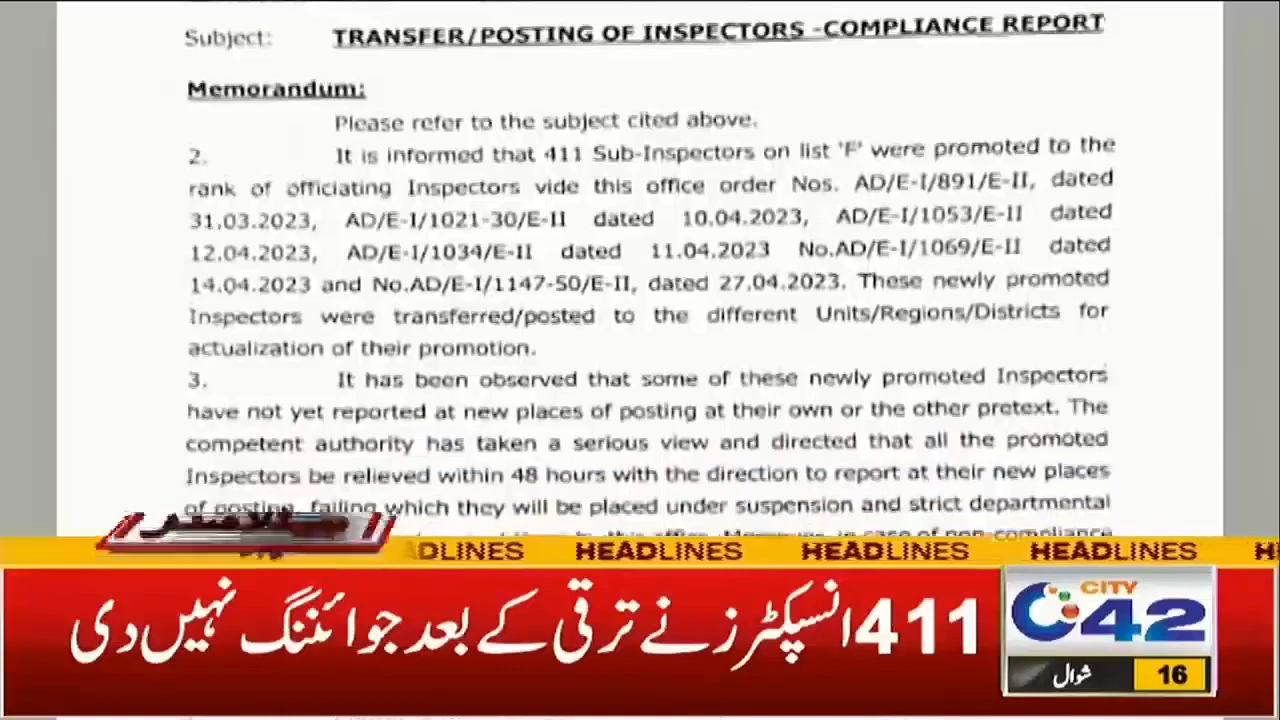 Subject: TRANSFER/POSTING OF INSPECTORS -COMPLIANCE REPORT
Memorandum:
Please refer to the subject cited above.
2. It is informed that 411 Sub-Inspectors on list 'F' were promoted to the
rank of officiating Inspectors vide this office order Nos. AD/E-I/891/E-II, dated
31.03.2023, AD/E-I/1021-30/E-II dated 10.04.2023, AD/E-I/1053/E-II dated
12.04.2023, AD/E-I/1034/E-II dated 11.04.2023 No.AD/E-I/1069/E-II dated
14.04.2023 and No.AD/E-I/1147-50/E-II, dated 27.04.2023. These newly promoted
Inspectors were transferred/posted to the different Units/Regions/Districts for
actualization of their promotion.
3. It has been observed that some of these newly promoted Inspectors
have not yet reported at new places of posting at their own or the other pretext. The
competent authority has taken a serious view and directed that all the promoted
Inspectors be relieved within 48 hours with the direction to report at their new places
of posting, failing which they will be placed under suspension and strict departmental
in case of non-compliance
DLINES HEADLINES HEADLINES HEADLINES H
411 انسپکٹرز نے ترقی کے بعد جوائننگ نہیں دی
CITY
42
شوال 16